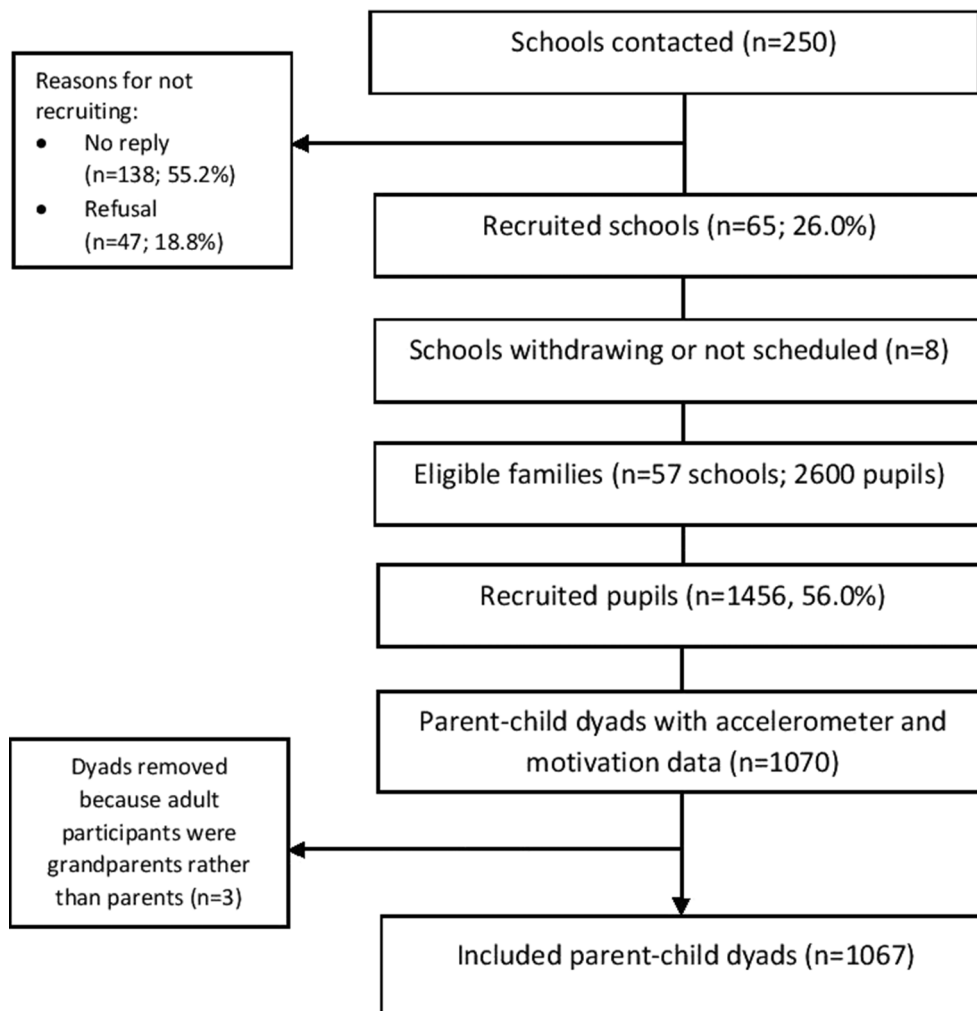 Schools contacted (n=250)
Reasons for not
recruiting:
• No reply
(n=138; 55.2%)
• Refusal
(n=47; 18.8%)
Recruited schools (n=65; 26.0%)
Schools withdrawing or not scheduled (n=8)
Eligible families (n=57 schools; 2600 pupils)
Recruited pupils (n=1456, 56.0%)
Parent-child dyads with accelerometer and
motivation data (n=1070)
Dyads removed
because adult
participants were
grandparents rather
than parents (n=3)
Included parent-child dyads (n=1067)